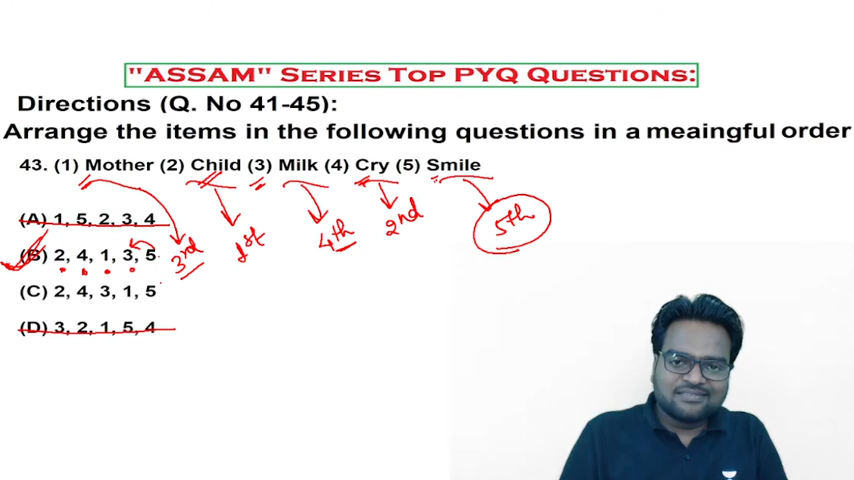 "ASSAM" SERIES TOP PYQ QUESTIONS:
Directions (Q. No 41-45):
Arrange the items in the following questions in a meaingful order
43. (1) Mother (2) Child (3) Milk (4) Cry (5) Smile
(A) 1, 5, 2, 3, 4
(B) 2, 4, 1, 3, 5
(C) 2, 4, 3, 1, 5
(D) 3, 2, 1, 5, 4
3rd
1st
4th
2nd
5th